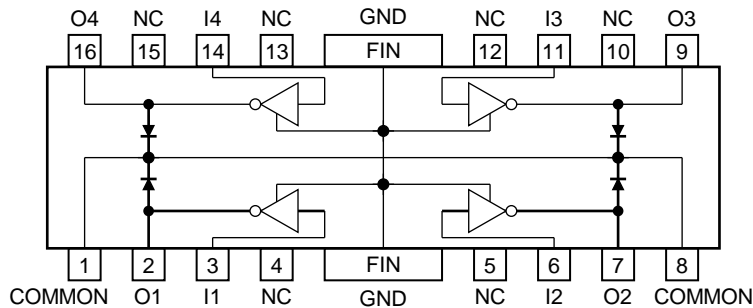 O4 NC I4 NC GND NC I3 NC O3
16 15 14 13 FIN 12 11 10 9
1 2 3 4 FIN 5 6 7 8
COMMON O1 I1 NC GND NC I2 O2 COMMON